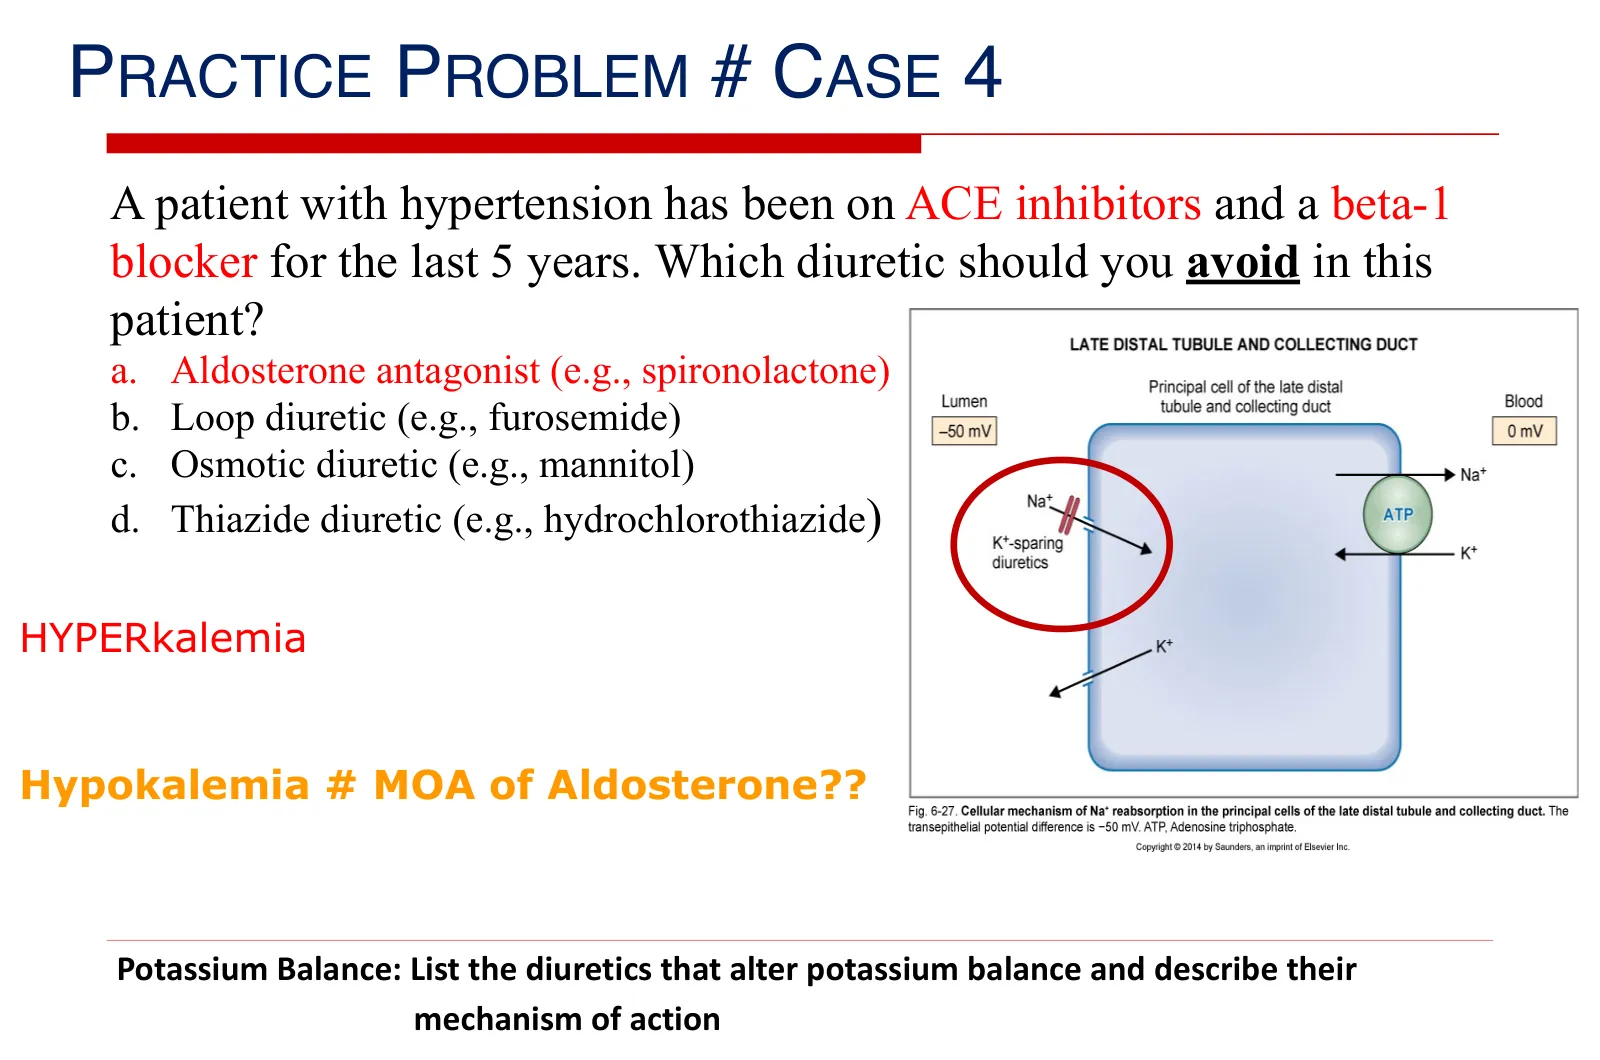 PRACTICE PROBLEM # CASE 4
A patient with hypertension has been on ACE inhibitors and a beta-1
blocker for the last 5 years. Which diuretic should you avoid in this
patient?
a. Aldosterone antagonist (e.g., spironolactone)
b. Loop diuretic (e.g., furosemide)
c. Osmotic diuretic (e.g., mannitol)
d. Thiazide diuretic (e.g., hydrochlorothiazide)
HYPERkalemia
Hypokalemia # MOA of Aldosterone??
LATE DISTAL TUBULE AND COLLECTING DUCT
Principal cell of the late distal
tubule and collecting duct
Lumen
–50 mV
Blood
0 mV
Na⁺
K⁺-sparing
diuretics
K⁺
Na⁺
ATP
K⁺
Fig. 6-27. Cellular mechanism of Na⁺ reabsorption in the principal cells of the late distal tubule and collecting duct. The
transepithelial potential difference is −50 mV. ATP, Adenosine triphosphate.
Copyright © 2014 by Saunders, an imprint of Elsevier Inc.
Potassium Balance: List the diuretics that alter potassium balance and describe their
mechanism of action